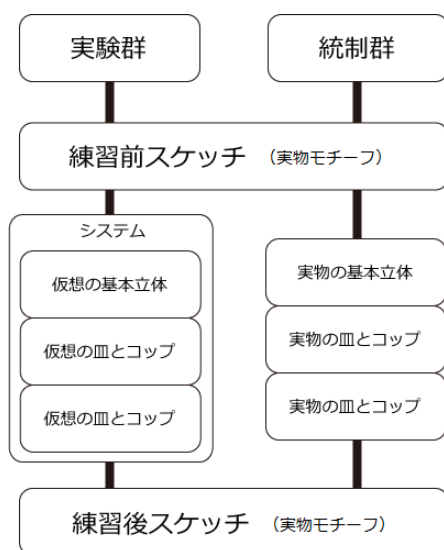 実験群
統制群
練習前スケッチ （実物モチーフ）
システム
仮想の基本立体
仮想の皿とコップ
仮想の皿とコップ
実物の基本立体
実物の皿とコップ
実物の皿とコップ
練習後スケッチ （実物モチーフ）